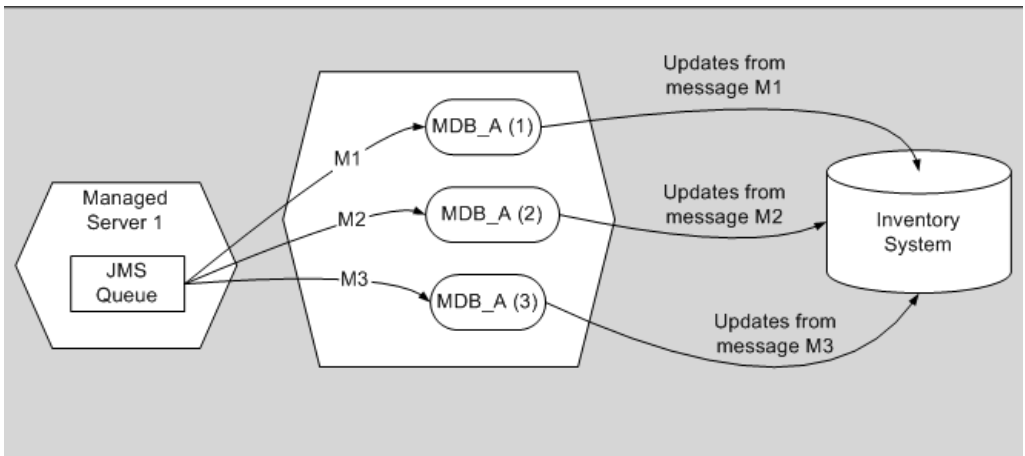 Managed
Server 1
JMS
Queue
M1
M2
M3
MDB_A (1)
MDB_A (2)
MDB_A (3)
Updates from
message M1
Updates from
message M2
Updates from
message M3
Inventory
System